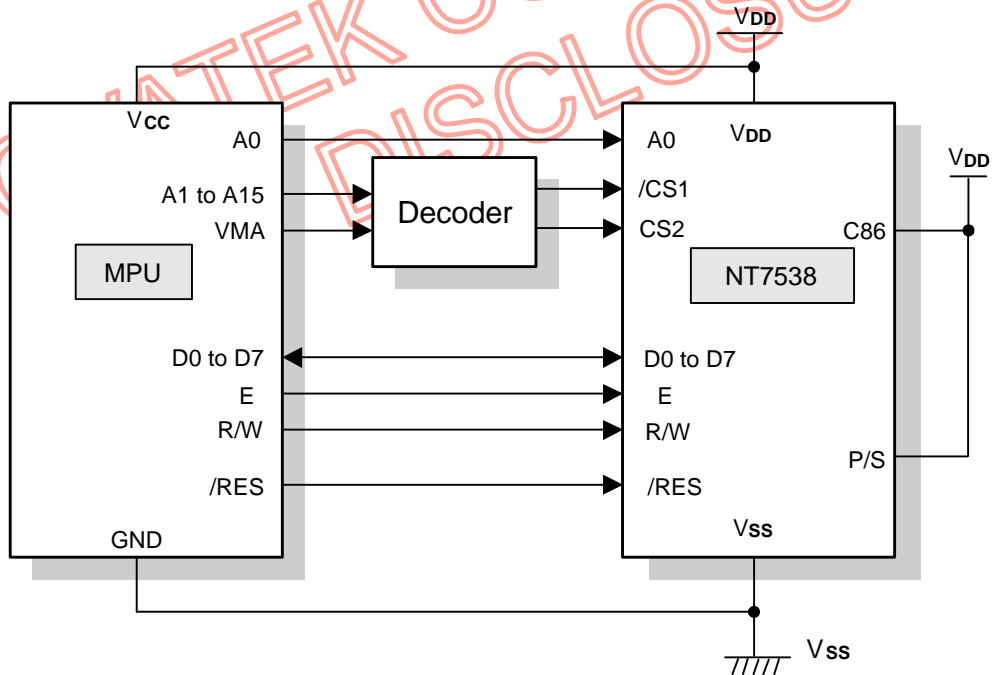 VDD
VCC
A0
A1 to A15
VMA
MPU
D0 to D7
E
R/W
/RES
GND
Decoder
A0
VDD
/CS1
CS2
NT7538
D0 to D7
E
R/W
/RES
VSS
C86
P/S
VDD
VSS
DISCLOS